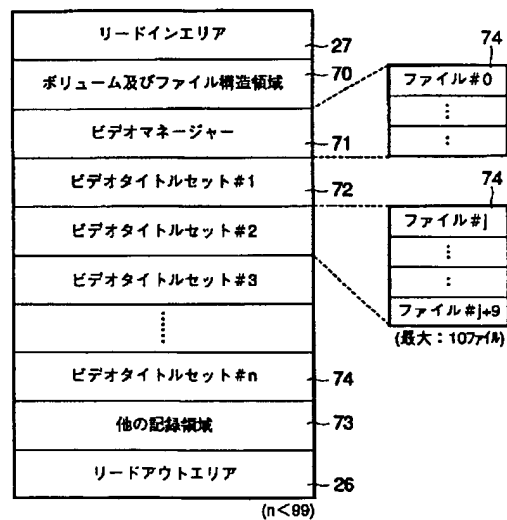 リードインエリア
27
ボリューム及びファイル構造領域
70
ビデオマネージャー
71
ビデオタイトルセット#1
72
ビデオタイトルセット#2
ビデオタイトルセット#3
ビデオタイトルセット#n
74
他の記録領域
73
リードアウトエリア
26
(n<99)
74
ファイル#0
74
ファイル#j
ファイル#j+9
(最大:10ファイル)